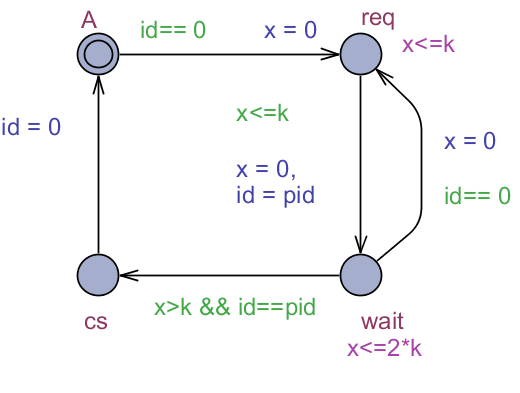 A
req
id== 0
x = 0
x<=k
x<=k
id = 0
x = 0
x = 0,
id = pid
id== 0
x>k && id==pid
cs
wait
x<=2*k